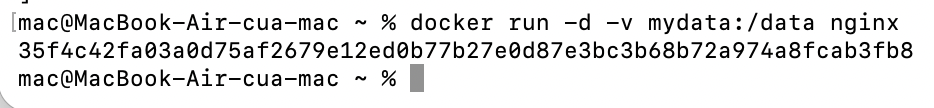 [mac@MacBook-Air-cua-mac ~ % docker run -d -v mydata:/data nginx
35f4c42fa03a0d75af2679e12ed0b77b27e0d87e3bc3b68b72a974a8fcab3fb8
mac@MacBook-Air-cua-mac ~ %